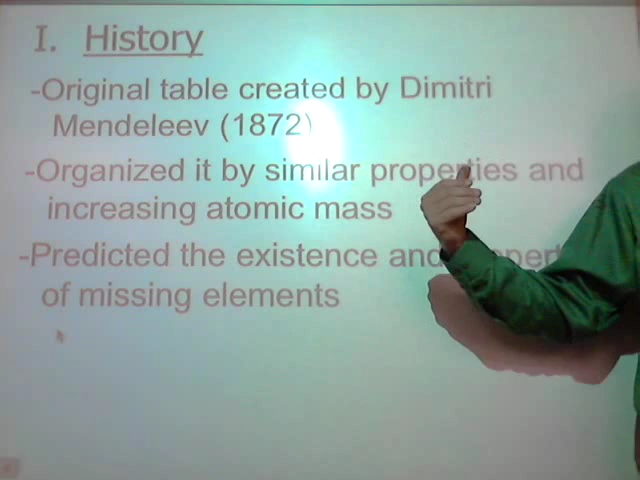 I. History
-Original table created by Dimitri
Mendeleev (1872)
-Organized it by similar properties and
increasing atomic mass
-Predicted the existence and
of missing elements